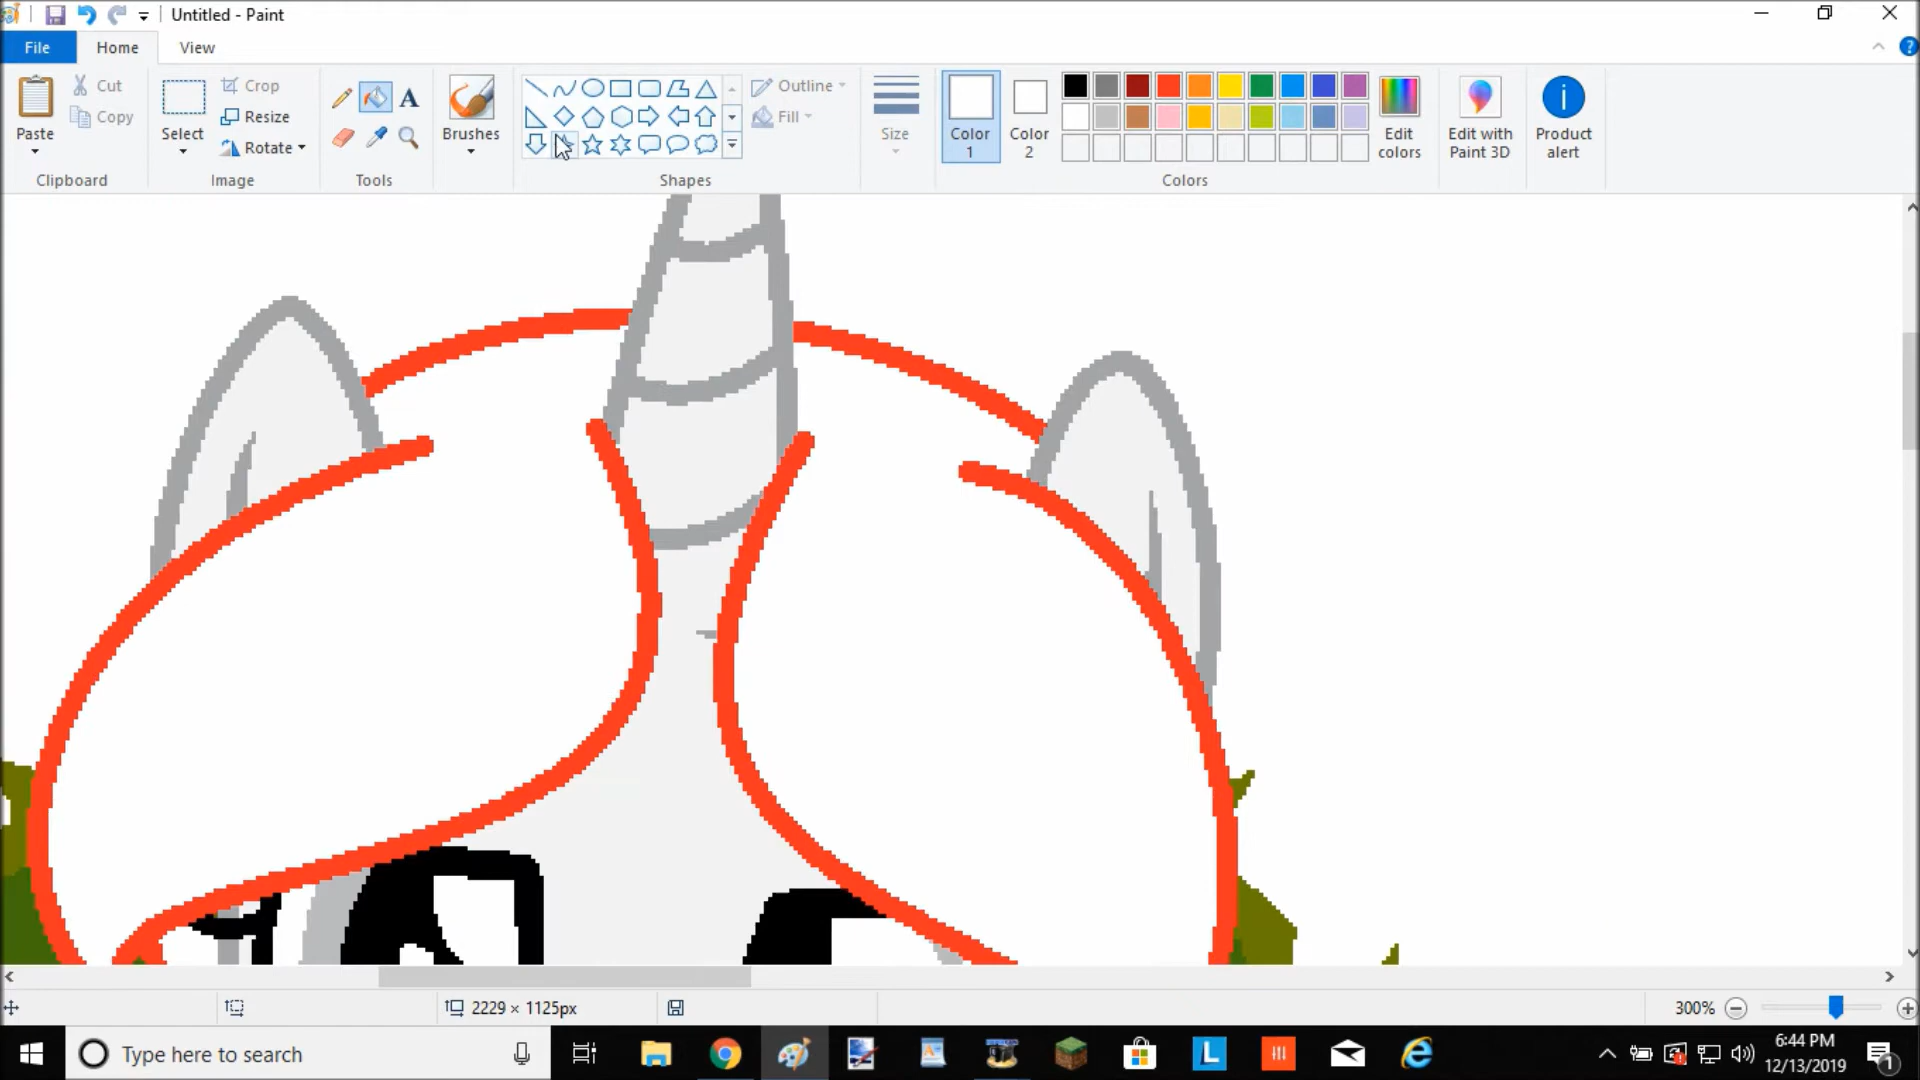 Untitled - Paint
File
Home
View
Paste
Cut
Copy
Clipboard
Select
Crop
Resize
Rotate
Image
A
Tools
Brushes
Outline
Fill
Shapes
Size
Color
1
Color
2
Edit
colors
Colors
Edit with
Paint 3D
Product
alert
2229 × 1125px
300%
Type here to search
L
6:44 PM
12/13/2019
1